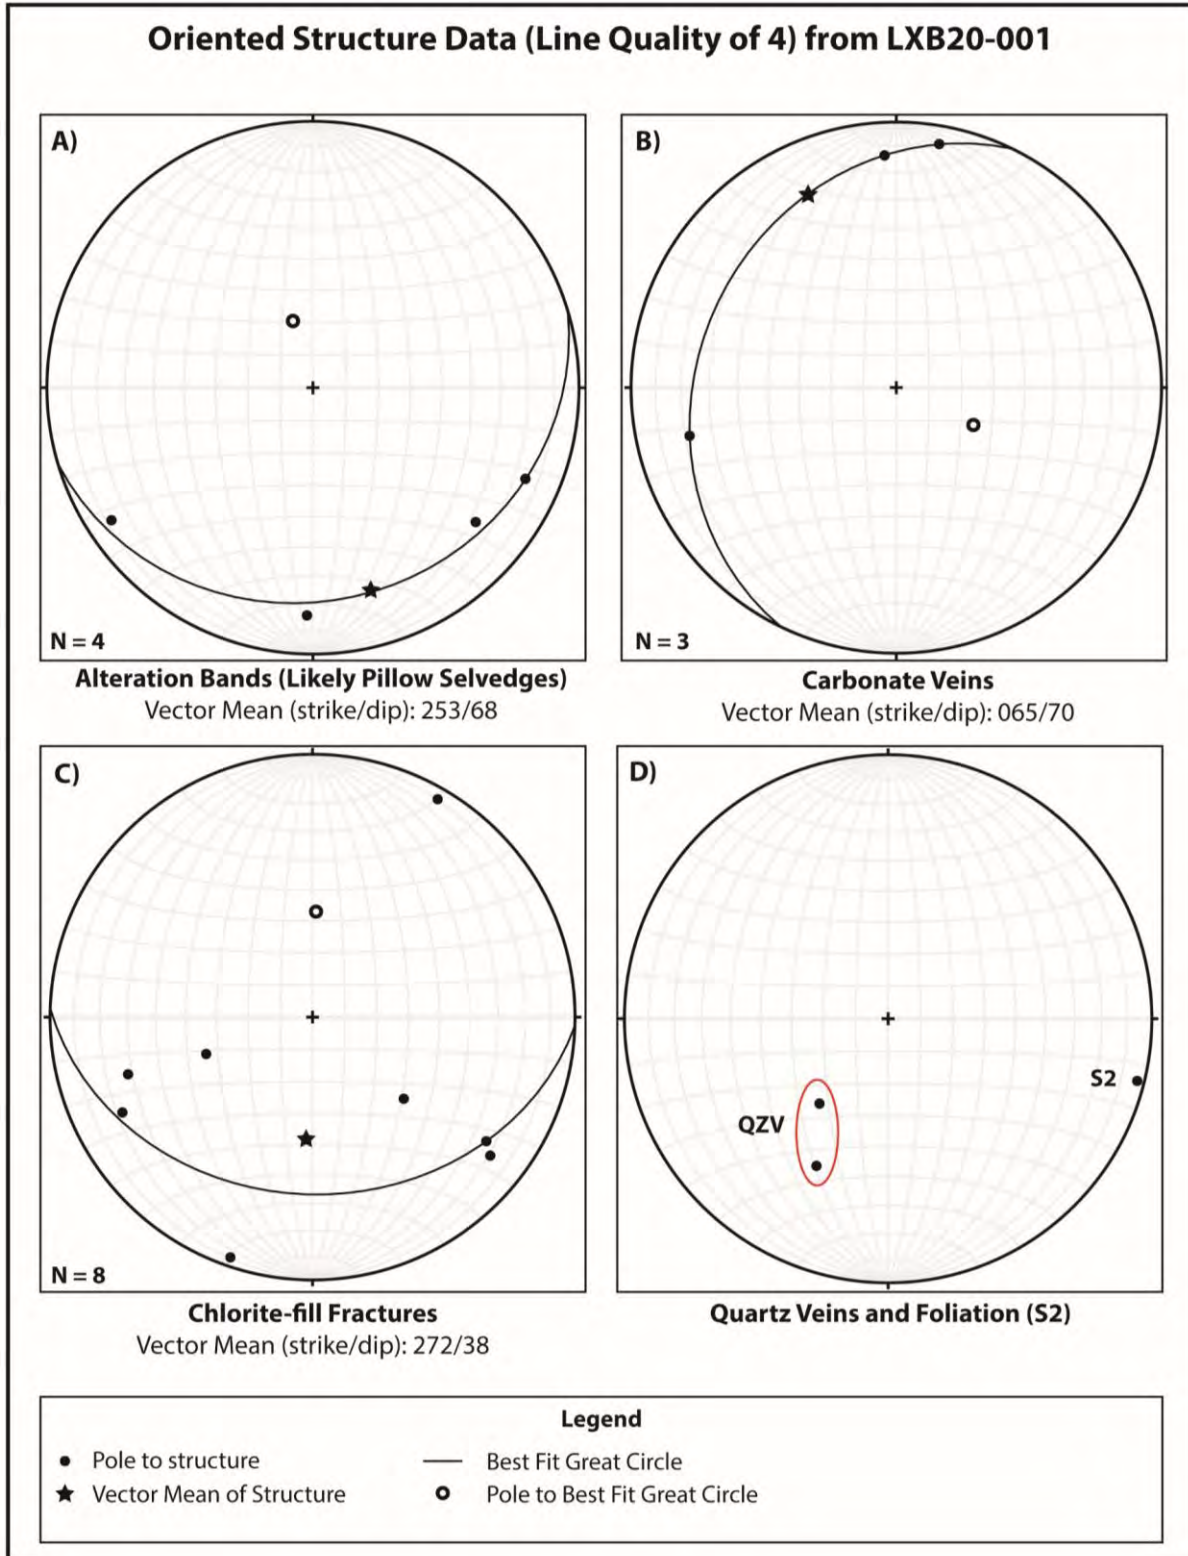 Oriented Structure Data (Line Quality of 4) from LXB20-001
A)
N = 4
Alteration Bands (Likely Pillow Selvedges)
Vector Mean (strike/dip): 253/68
B)
N = 3
Carbonate Veins
Vector Mean (strike/dip): 065/70
C)
N = 8
Chlorite-fill Fractures
Vector Mean (strike/dip): 272/38
D)
S2
QZV
Quartz Veins and Foliation (S2)
Legend
Pole to structure
Best Fit Great Circle
Vector Mean of Structure
Pole to Best Fit Great Circle